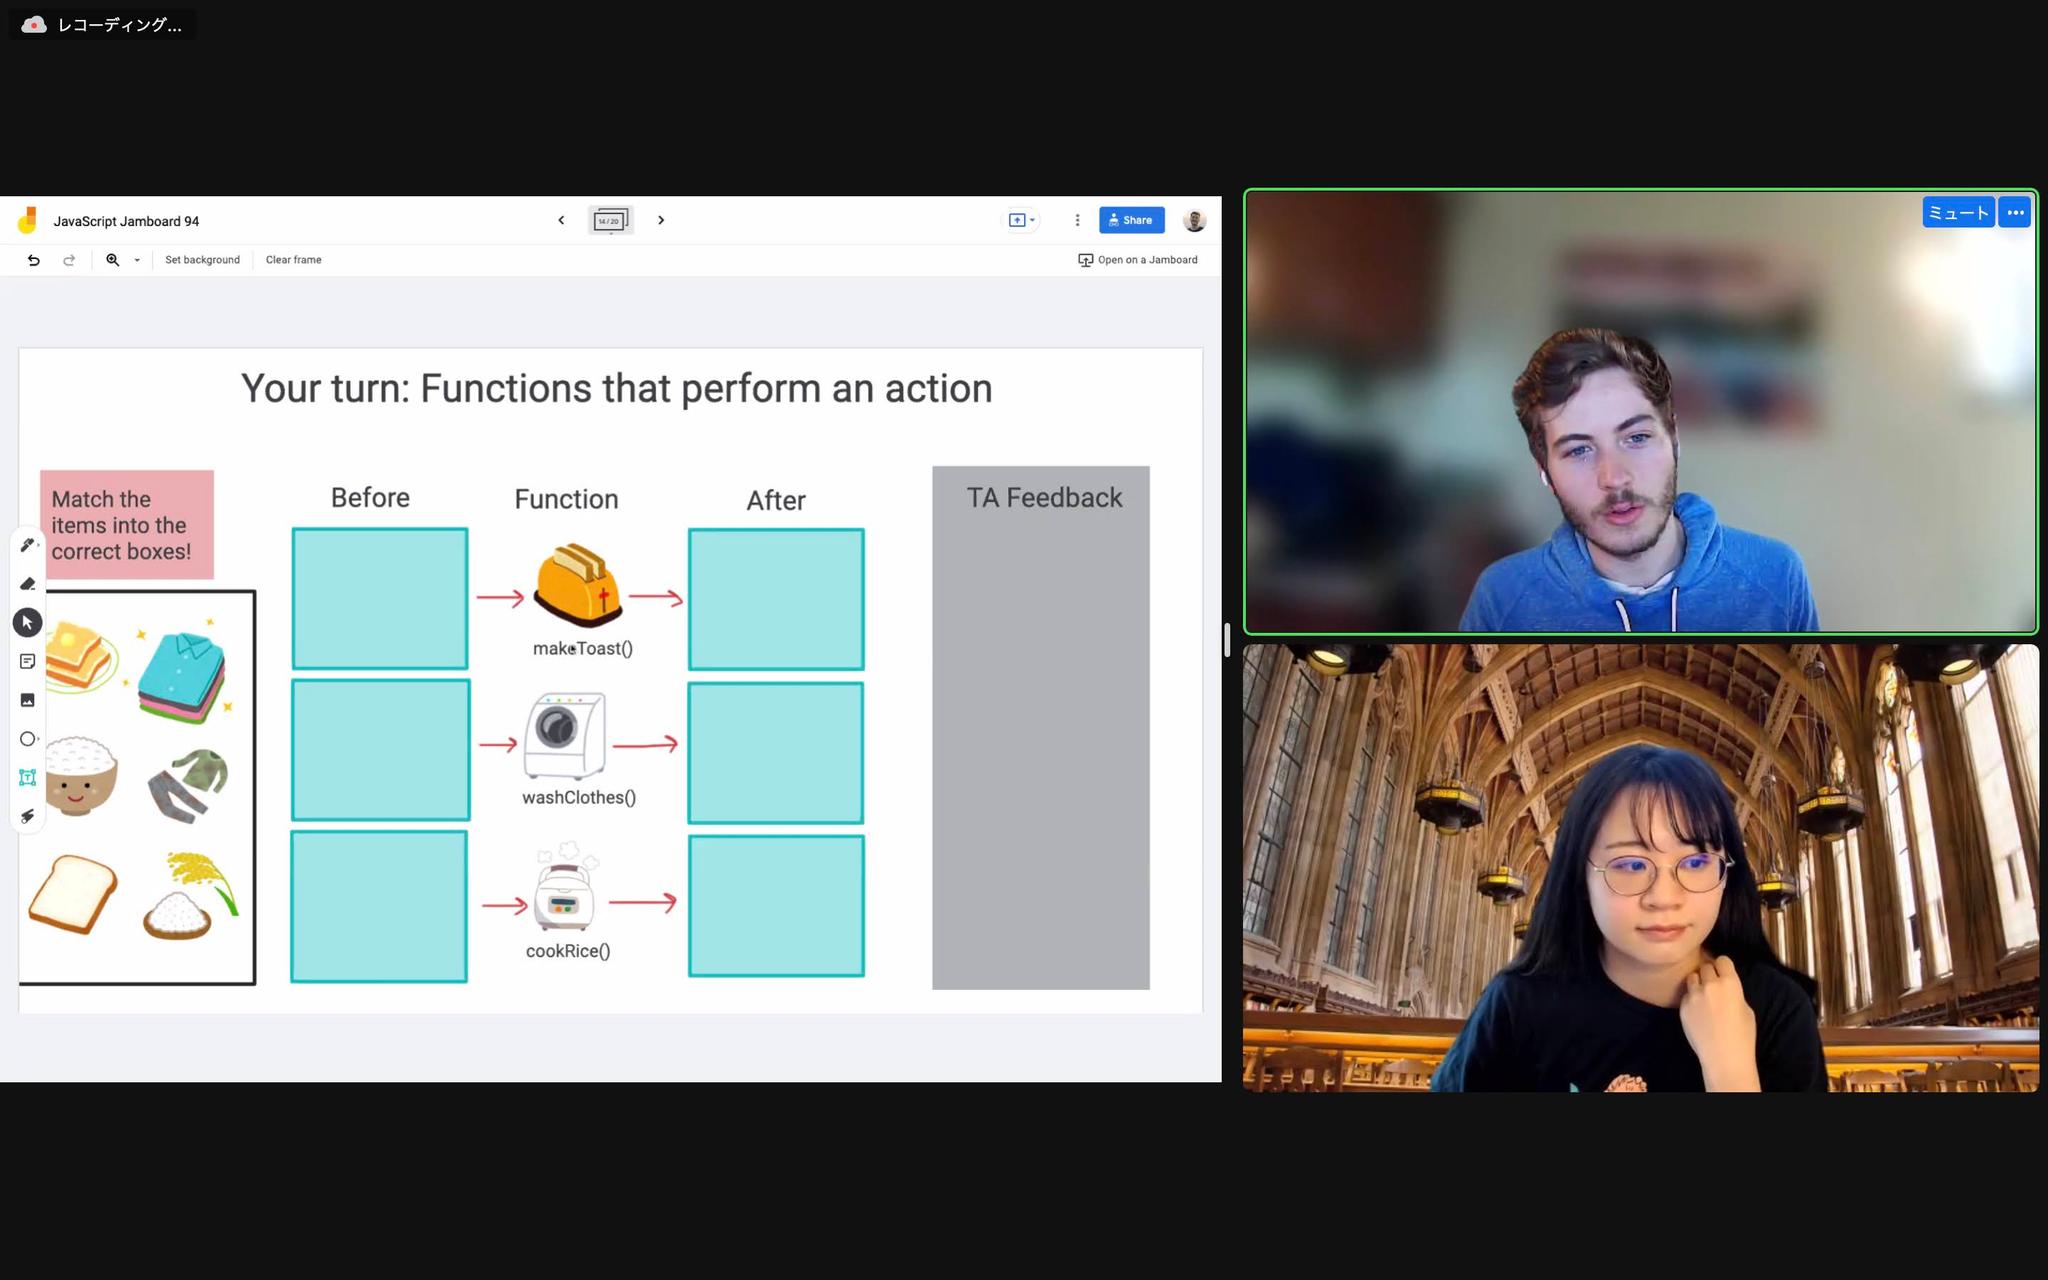 レコーディング...
JavaScript Jamboard 94
14 / 20
Share
Set background
Clear frame
Open on a Jamboard
Your turn: Functions that perform an action
Match the
items into the
correct boxes!
Before
Function
After
TA Feedback
makeToast()
washClothes()
cookRice()
ミュート